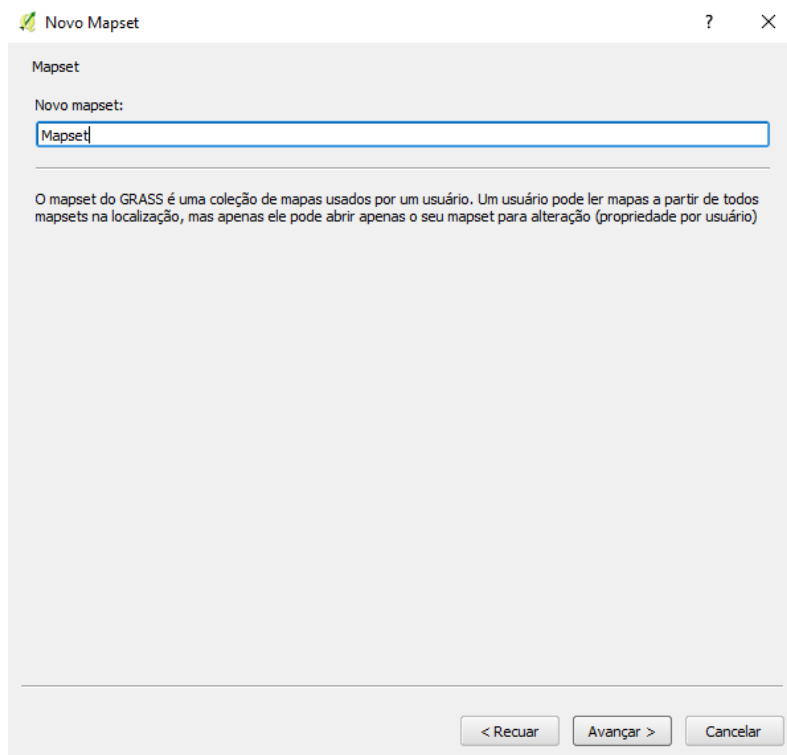 Novo Mapset
?
Mapset
Novo mapset:
Mapset
O mapset do GRASS é uma coleção de mapas usados por um usuário. Um usuário pode ler mapas a partir de todos
mapsets na localização, mas apenas ele pode abrir apenas o seu mapset para alteração (propriedade por usuário)
< Recuar
Avançar >
Cancelar